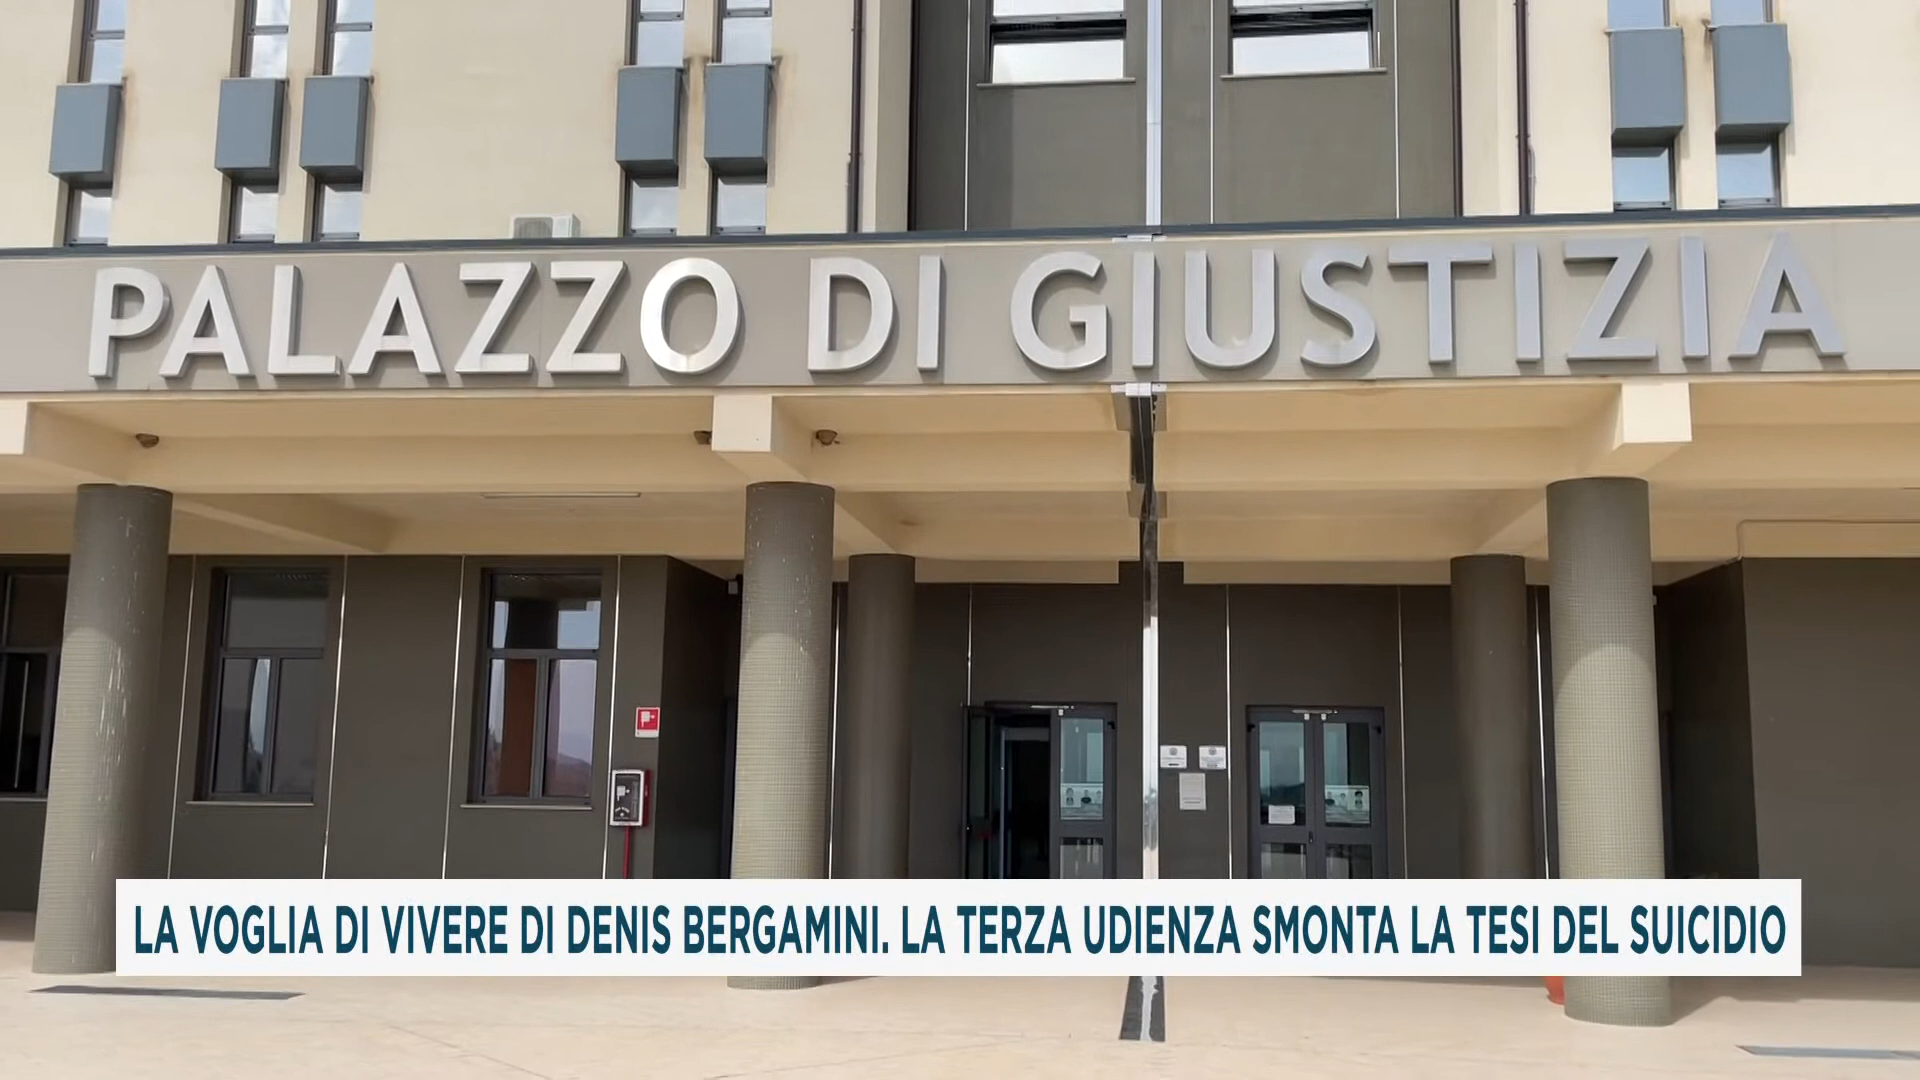 PALAZZO DI GIUSTIZIA
LA VOGLIA DI VIVERE DI DENIS BERGAMINI. LA TERZA UDIENZA SMONTA LA TESI DEL SUICIDIO